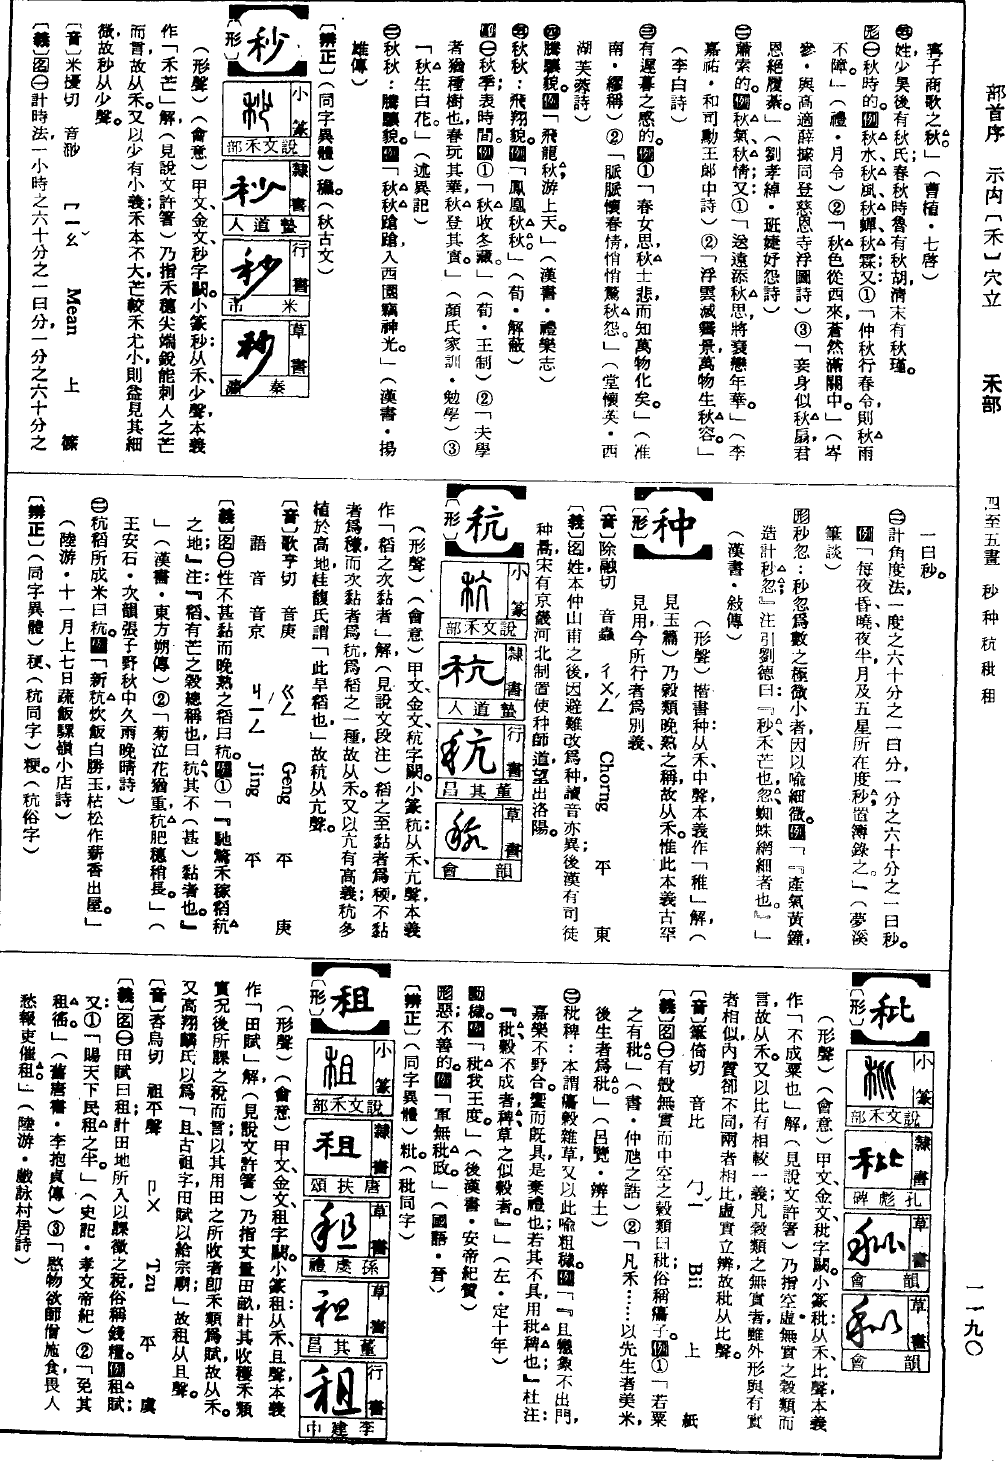 部首序　示内〔禾〕穴立　禾部　四至五畫　秒种秔秕租　一一九〇
寄子商歌之秋。」（曹植・七啓）
姓，少昊後有秋氏，春秋時魯有秋胡，清末有秋瑾。
㊀秋時的。例秋水、秋風、秋蟬、秋霖。又：①「仲秋行春令，則秋雨
不降。」（禮・月令）②「秋色從西來，蒼然滿關中。」（岑
參・與高適薛據同登慈恩寺浮圖詩）③「妾身似秋扇，君
恩絕履綦。」（劉孝綽・班婕妤怨詩）
㊁蕭索的。例秋氣、秋情。又：①「送遠添秋思，將衰戀年華。」（李
嘉祐・和司勳王郎中詩）②「浮雲滅霽景，萬物生秋容。」
（李白詩）
㊂有遲暮之感的。例①「春女思，秋士悲，而知萬物化矣。」（淮
南・繆稱）②「脈脈懷春情，悄悄驚秋怨。」（堂懷英・西
湖芙蓉詩）
㊃騰驤貌。例「飛龍秋，游上天。」（漢書・禮樂志）
秋秋：飛翔貌。例「鳳凰秋秋。」（荀・解蔽）
㊀秋季，表時間。例①「秋收冬藏。」（荀・王制）②「夫學
者猶種樹也，春玩其華，秋登其實。」（顏氏家訓・勉學）③
「秋生白花。」（述異記）
㊁秋秋：騰驤貌。例「秋秋蹌蹌，入西園，竊神光。」（漢書・揚
雄傳）
〔辨正〕（同字異體）穐。（秋古文）
秒
〔形〕
小篆　說文禾部
隸書　蟄道人
行書　米市
草書　秦瀛
（形聲）（會意）甲文、金文秒字闕。小篆秒：从禾、少聲，本義
作「禾芒」解（見說文許箸），乃指禾穗尖端銳能刺人之芒
而言，故从禾。又以少有小義，禾本不大，芒較禾尤小，則益見其細
微，故秒从少聲。
〔音〕米優切　音渺　ㄇㄧㄠˇ　Mean　上　篠
〔義〕名㊀計時法，一小時之六十分之一曰分，一分之六十分之
一曰秒。
㊁計角度法，一度之六十分之一曰分，一分之六十分之一曰秒。
例「每夜昏、曉、夜半月及五星所在度秒，置簿錄之。」（夢溪
筆談）
形秒忽：秒忽爲數之極微小者，因以喩細微。例「『產氣黃鐘，
造計秒忽』注引劉德曰：『秒，禾芒也；忽，蜘蛛網細者也。』」
（漢書・敍傳）
种
〔形〕
（形聲）楷書种：从禾、中聲，本義作「稚」解（
見玉篇），乃穀類晚熟之稱，故从禾。惟此本義古罕
見用，今所行者爲別義。
〔音〕除融切　音蟲　ㄔㄨㄥˊ　Chorng　平　東
〔義〕名姓，本仲山甫之後，因避難改爲种，讀音亦異，後漢有司徒
种暠，宋有京畿河北制置使种師道，望出洛陽。
秔
〔形〕
小篆　說文禾部
隸書　蟄道人
行書　董其昌
草書　韻會
（形聲）（會意）甲文、金文秔字闕。小篆秔：从禾、亢聲，本義
作「稻之次黏者」解（見說文段注），稻之至黏者爲稬，不黏
者爲穅，而次黏者爲秔，爲稻之一種，故从禾。又以亢有高義，秔多
植於高地，桂馥氏謂「此旱稻也」，故秔从亢聲。
〔音〕歌亨切　音庚　ㄍㄥ　Geng　平　庚
語音　音京　ㄐㄧㄥ　Jing　平
〔義〕名㊀性不甚黏而晚熟之稻曰秔。例①「『馳騖禾稼稻秔
之地』注：『稻，有芒之穀總稱也；曰秔，其不（甚）黏者也。』
」（漢書・東方朔傳）②「菊泣花猶重，秔肥穗稍長。」（
王安石・次韻張子野秋中久雨晚晴詩）
㊁秔稻所成米曰秔。例「新秔炊飯白勝玉，枯松作薪香出屋。」
（陸游・十一月上七日蔬飯騾嶺小店詩）
〔辨正〕（同字異體）稉、（秔同字）粳。（秔俗字）
秕
〔形〕
小篆　說文禾部
隸書　孔彪碑
草書　韻會
草書　韻會
（形聲）（會意）甲文、金文秕字闕。小篆秕：从禾、比聲，本義
作「不成粟也」解（見說文許箸），乃指空虛無實之穀類而
言，故从禾。又以比有相較一義，凡穀類之無實者，雖外形與有實
者相似，內實卻不同，兩者相比，虛實立辨，故秕从比聲。
〔音〕筆倚切　音比　ㄅㄧˇ　Bii　上　紙
〔義〕名㊀有殼無實而中空之穀類曰秕，俗稱癟子。例①「若粟
之有秕。」（書・仲虺之誥）②「凡禾……以先生者美米，
後生者爲秕。」（呂覽・辨土）
㊁秕稗：本謂傷穀雜草，又以此喩粗穢。例「『且犧象不出門，
嘉樂不野合。饗而旣具，是棄禮也；若其不具，用秕稗也。』杜注：
『秕，穀不成者；稗，草之似穀者。』」（左・定十年）
動穢。例「秕我王度。」（後漢書・安帝紀贊）
形惡；不善的。例「軍無秕政。」（國語・晉）
〔辨正〕（同字異體）粃。（秕同字）
租
〔形〕
小篆　說文禾部
隸書　唐扶頌
草書　孫虔禮
草書　董其昌
行書　李建中
（形聲）（會意）甲文、金文租字闕。小篆租：从禾、且聲，本義
作「田賦」解（見說文許箸），乃指丈量田畝計其收穫禾類
實況後所課之稅而言；以其用田之所收者卽禾類爲賦，故从禾。
又高翔麟氏以爲「且，古祖字，田賦以給宗廟」，故租从且聲。
〔音〕呑烏切　祖平聲　ㄗㄨ　Tzu　平　虞
〔義〕名㊀田賦曰租；計田地所入以課徵之稅，俗稱錢糧。例租賦；
又：①「賜天下民租之半。」（史記・孝文帝紀）②「免其
租徭。」（舊唐書・李抱貞傳）③「慾物欲師僧施食，畏人
愁報吏催租。」（陸游・戲詠村居詩）